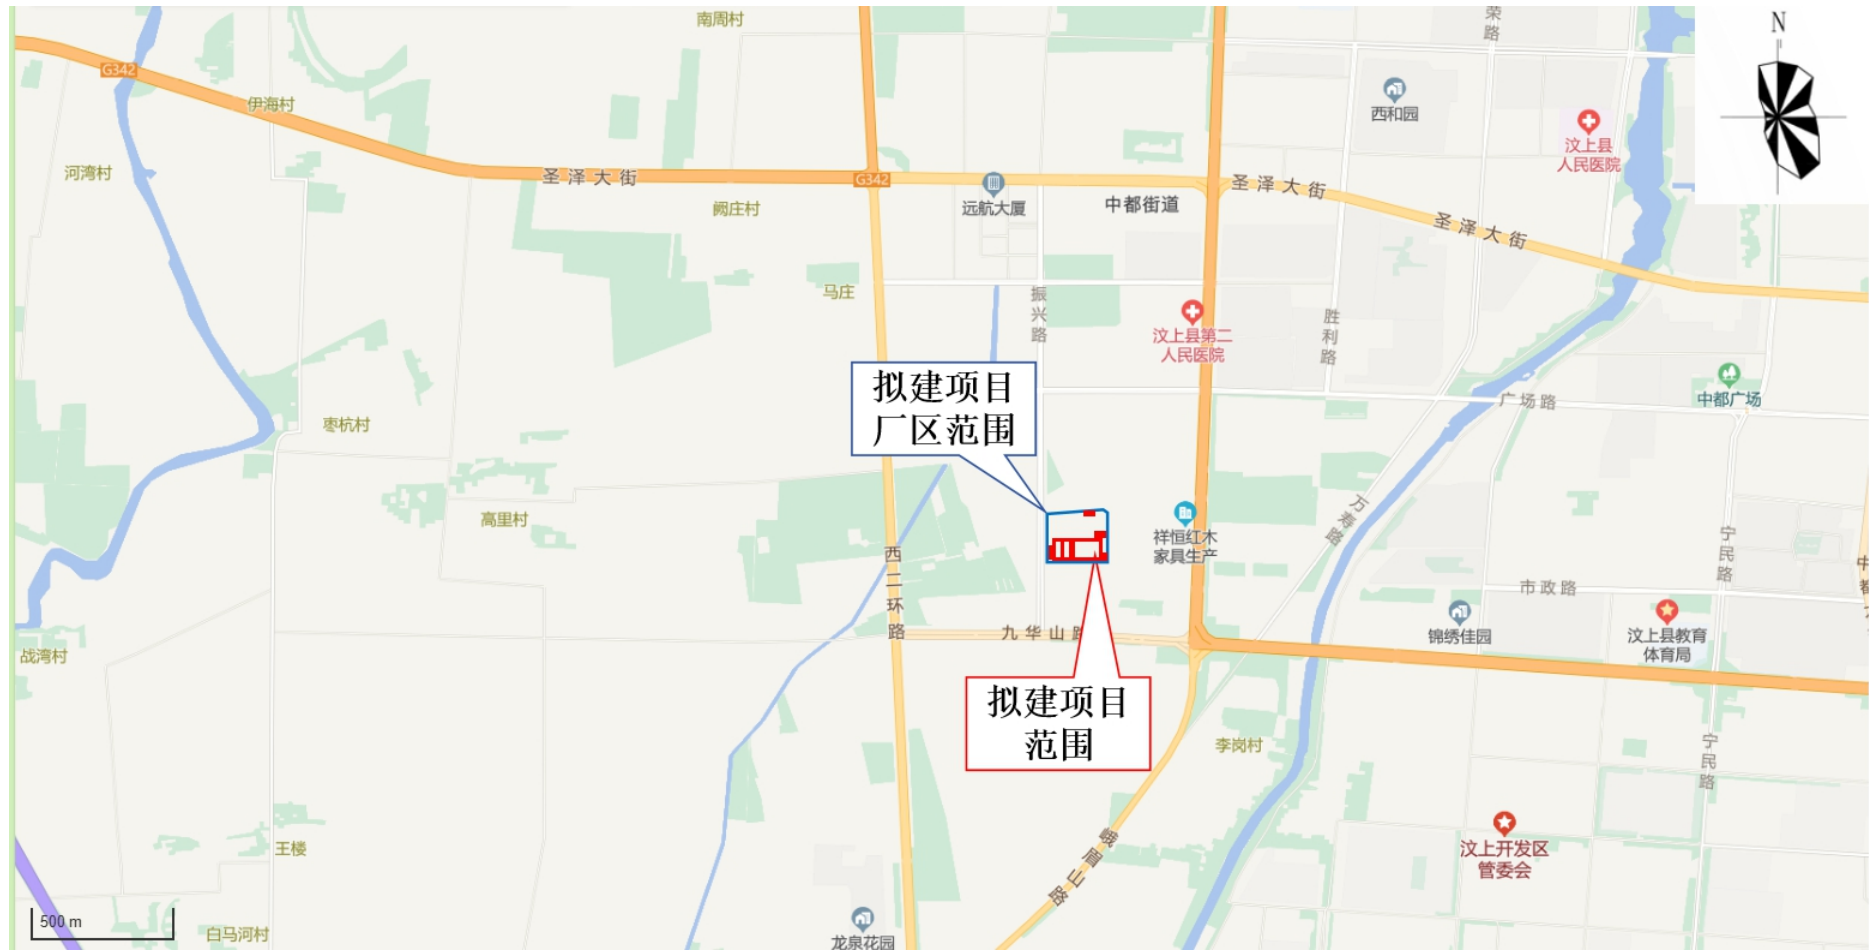 南周村
荣路
N
G342
伊海村
西和园
汶上县
人民医院
河湾村
圣泽大街
G342
远航大厦
中都街道
圣泽大街
圣泽大街
阙庄村
马庄
振兴路
汶上县第二
人民医院
胜利路
拟建项目
厂区范围
中都广场
广场路
枣杭村
高里村
祥恒红木
家具生产
万寿路
宁民路
西二环路
市政路
中都
九华山路
锦绣佳园
汶上县教育
体育局
战湾村
拟建项目
范围
李岗村
宁民路
王楼
峨眉山路
汶上开发区
管委会
500 m
白马河村
龙泉花园